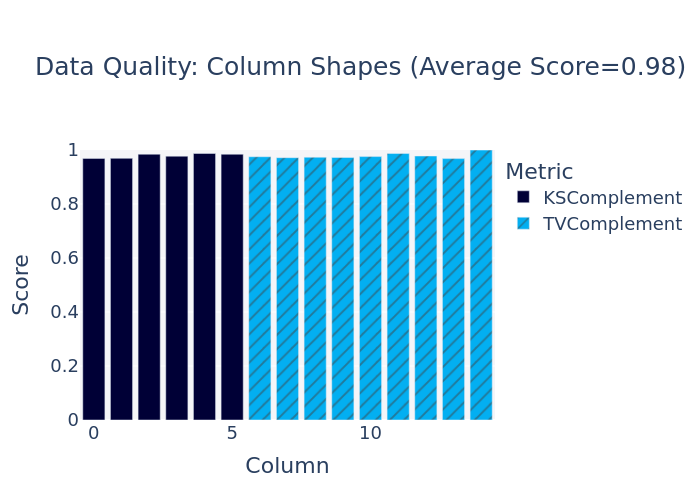 Data Quality: Column Shapes (Average Score=0.98)
Metric
KSComplement
TVComplement
Score
1
0.8
0.6
0.4
0.2
0
0 5 10
Column